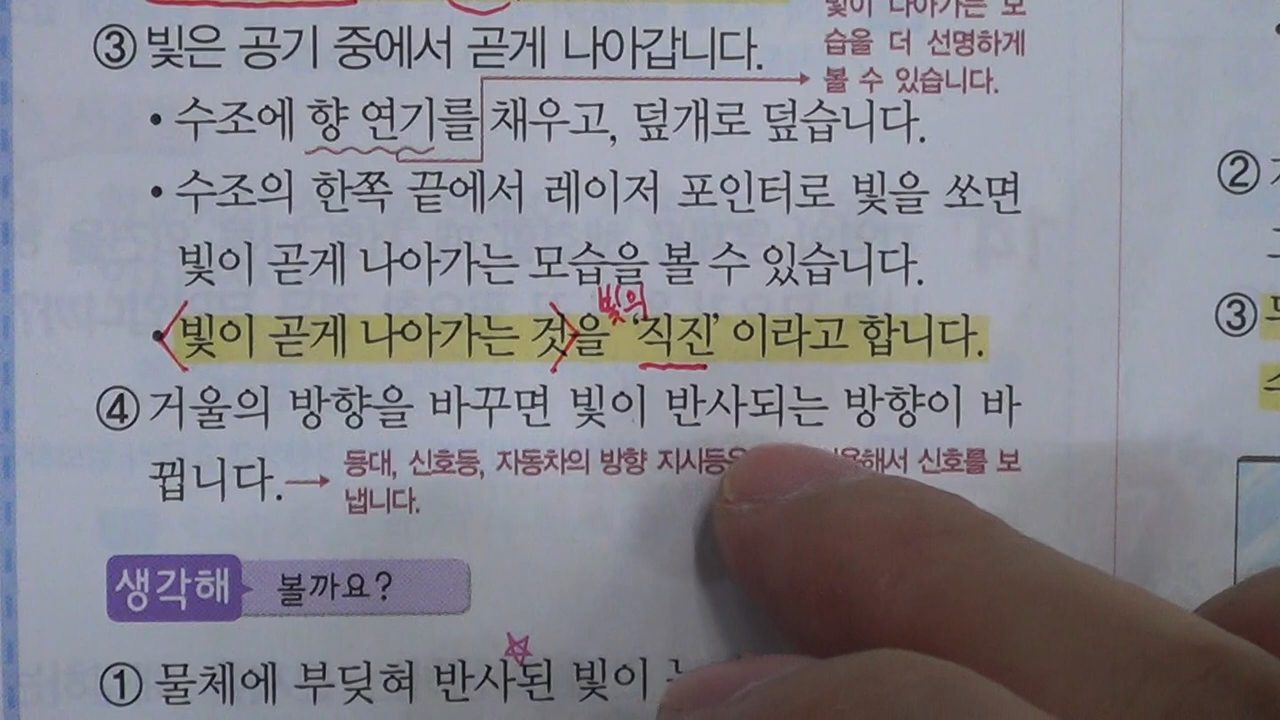 나아가는 모
습을 더 선명하게
볼 수 있습니다.
③ 빛은 공기 중에서 곧게 나아갑니다.
• 수조에 향 연기를 채우고, 덮개로 덮습니다.
• 수조의 한쪽 끝에서 레이저 포인터로 빛을 쏘면
빛이 곧게 나아가는 모습을 볼 수 있습니다.
빛의
• 빛이 곧게 나아가는 것을 ‘직진’ 이라고 합니다.
④ 거울의 방향을 바꾸면 빛이 반사되는 방향이 바
뀝니다.
등대, 신호등, 자동차의 방향 지시등은 신호를 보
냅니다.
생각해 볼까요?
① 물체에 부딪혀 반사된 빛이
②
③